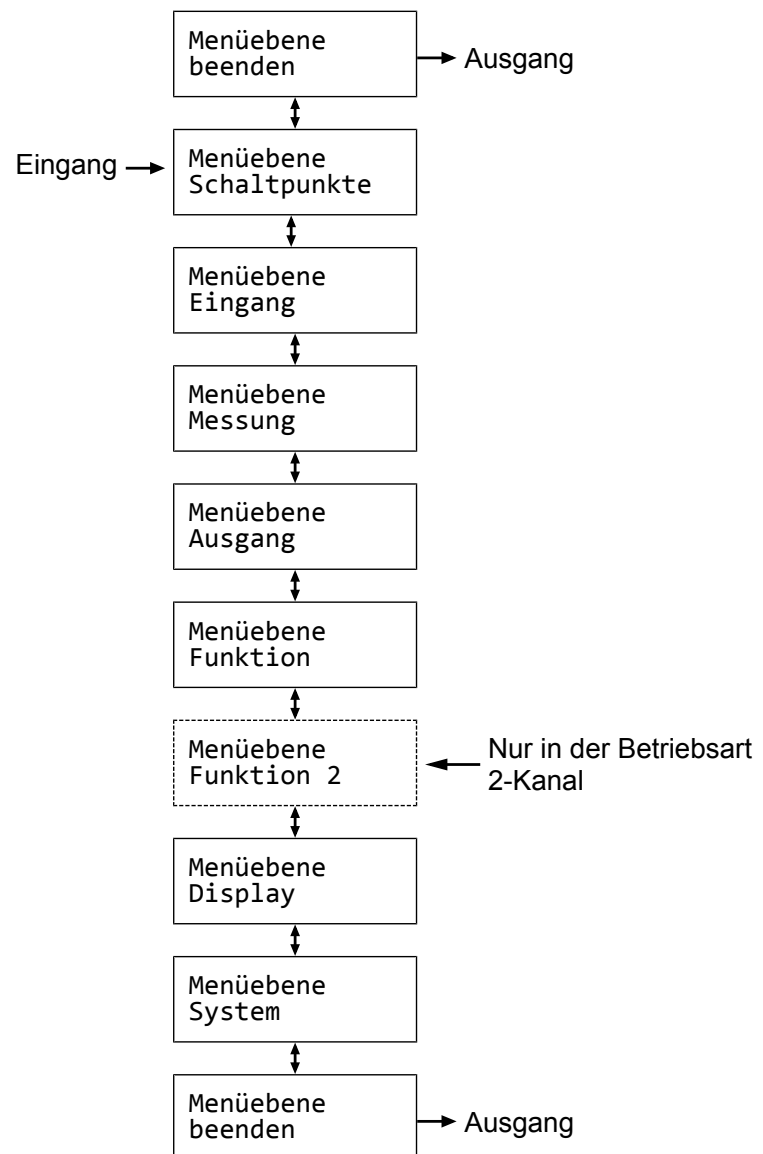 Menüebene
beenden
Ausgang
Eingang
Menüebene
Schaltpunkte
Menüebene
Eingang
Menüebene
Messung
Menüebene
Ausgang
Menüebene
Funktion
Menüebene
Funktion 2
Nur in der Betriebsart
2-Kanal
Menüebene
Display
Menüebene
System
Menüebene
beenden
Ausgang